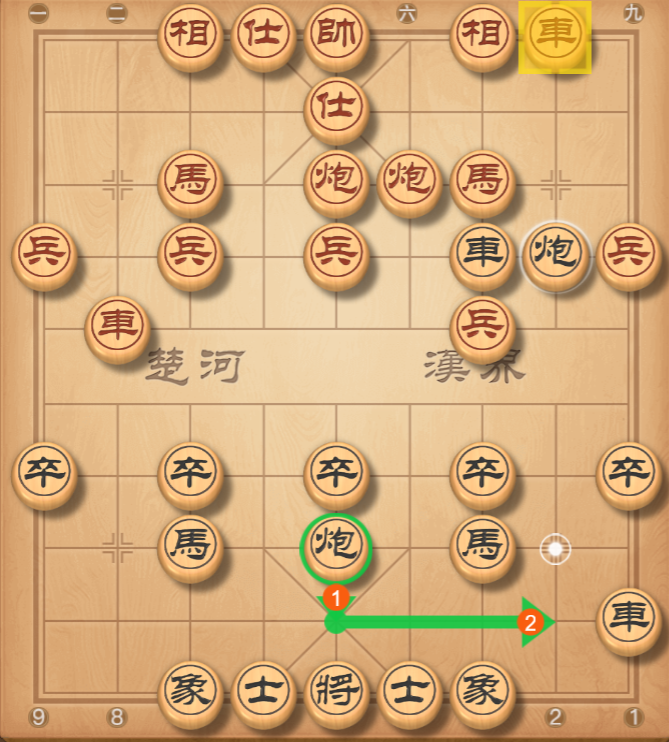 一 二 六 九
相 仕 帥 相 車
仕
馬 炮 炮 馬
兵 兵 兵 車 炮 兵
車 兵
楚河 漢界
卒 卒 卒 卒 卒
馬 炮 馬
1
2 車
象 士 將 士 象
9 8 2 1